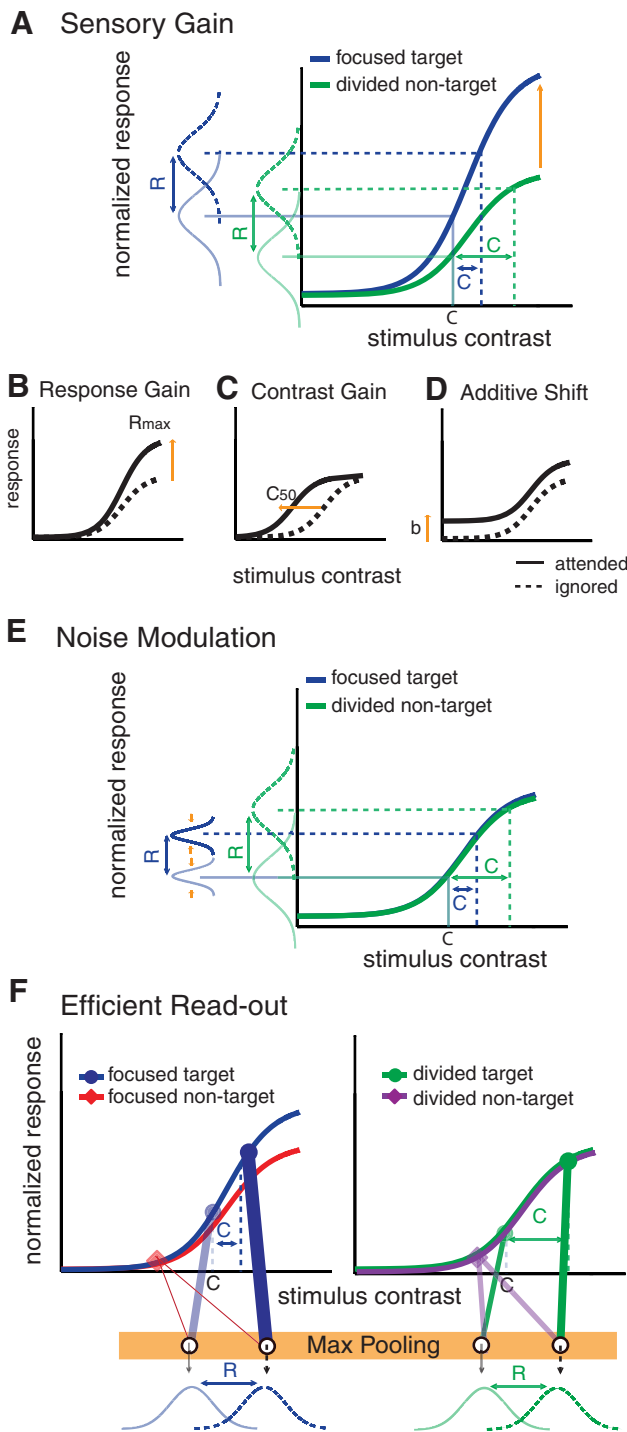 A Sensory Gain
focused target
divided non-target
normalized response
R
R
C
C
C
stimulus contrast
B Response Gain
C Contrast Gain
D Additive Shift
response
Rmax
C50
b
stimulus contrast
attended
ignored
E Noise Modulation
focused target
divided non-target
normalized response
R
R
C
C
C
stimulus contrast
F Efficient Read-out
focused target
focused non-target
divided target
divided non-target
normalized response
C
C
C
C
stimulus contrast
Max Pooling
R
R